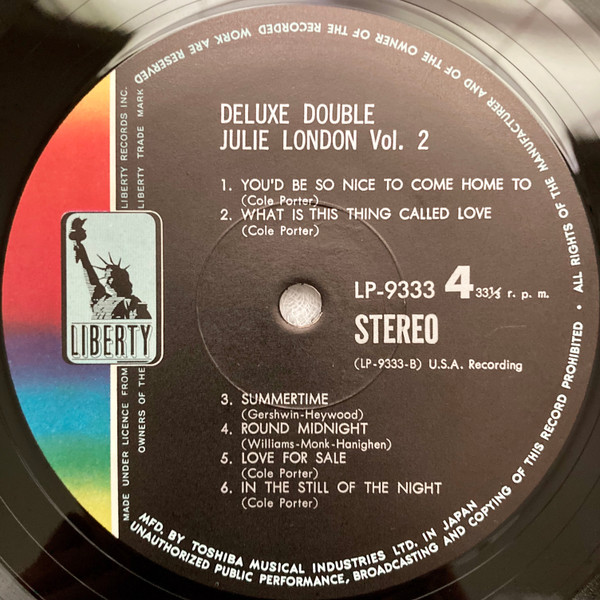 DELUXE DOUBLE
JULIE LONDON Vol. 2
1. YOU'D BE SO NICE TO COME HOME TO
(Cole Porter)
2. WHAT IS THIS THING CALLED LOVE
(Cole Porter)
LP-9333 4 33⅓ r. p. m.
STEREO
(LP-9333-B) U.S.A. Recording
3. SUMMERTIME
(Gershwin-Heywood)
4. ROUND MIDNIGHT
(Williams-Monk-Hanighen)
5. LOVE FOR SALE
(Cole Porter)
6. IN THE STILL OF THE NIGHT
(Cole Porter)
LIBERTY
MADE UNDER LICENCE FROM LIBERTY RECORDS INC.
OWNERS OF THE LIBERTY TRADE MARK
MFD. BY TOSHIBA MUSICAL INDUSTRIES LTD. IN JAPAN
UNAUTHORIZED PUBLIC PERFORMANCE, BROADCASTING AND COPYING OF THIS RECORD PROHIBITED • ALL RIGHTS OF THE MANUFACTURER AND OF THE OWNER OF THE RECORDED WORK ARE RESERVED